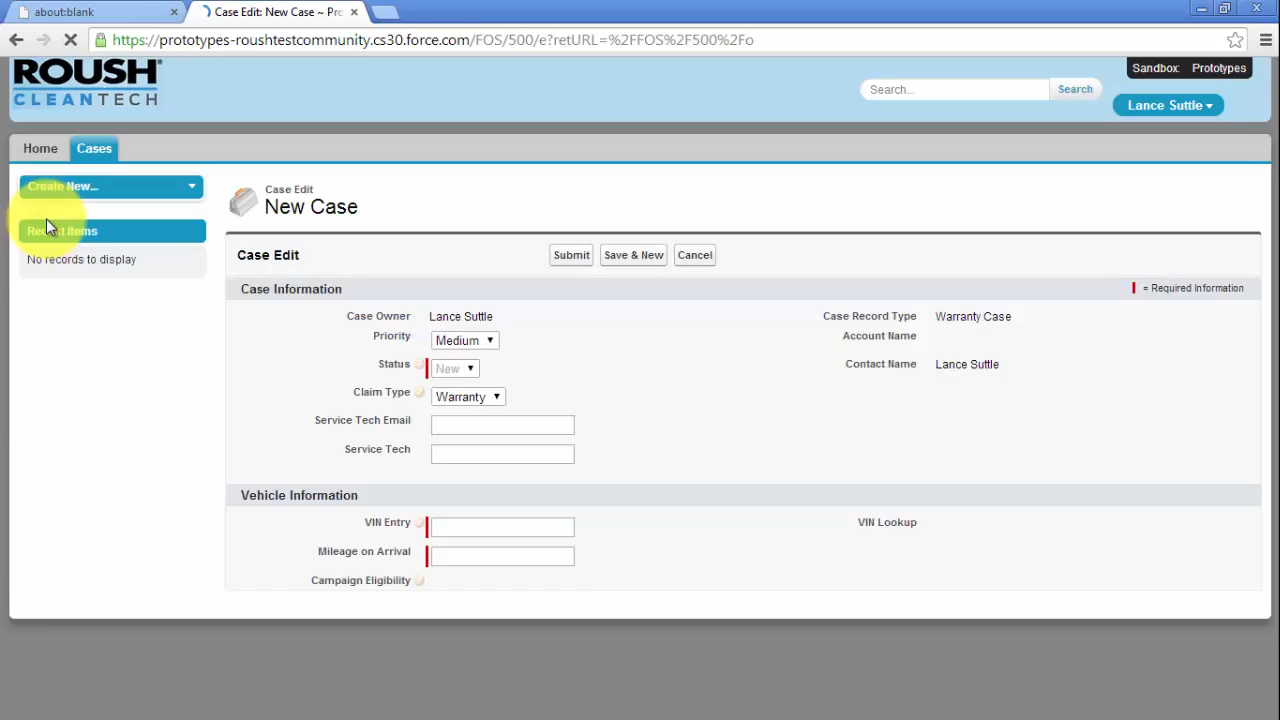 about:blank
Case Edit: New Case ~ Pro
https://prototypes-roushtestcommunity.cs30.force.com/FOS/500/e?retURL=%2FFOS%2F500%2Fo
ROUSH®
CLEANTECH
Search...
Search
Sandbox: Prototypes
Lance Suttle
Home
Cases
Create New...
Recent Items
No records to display
Case Edit
New Case
Case Edit
Submit
Save & New
Cancel
Case Information
= Required Information
Case Owner Lance Suttle
Case Record Type Warranty Case
Priority Medium
Account Name
Status New
Contact Name Lance Suttle
Claim Type Warranty
Service Tech Email
Service Tech
Vehicle Information
VIN Entry
VIN Lookup
Mileage on Arrival
Campaign Eligibility